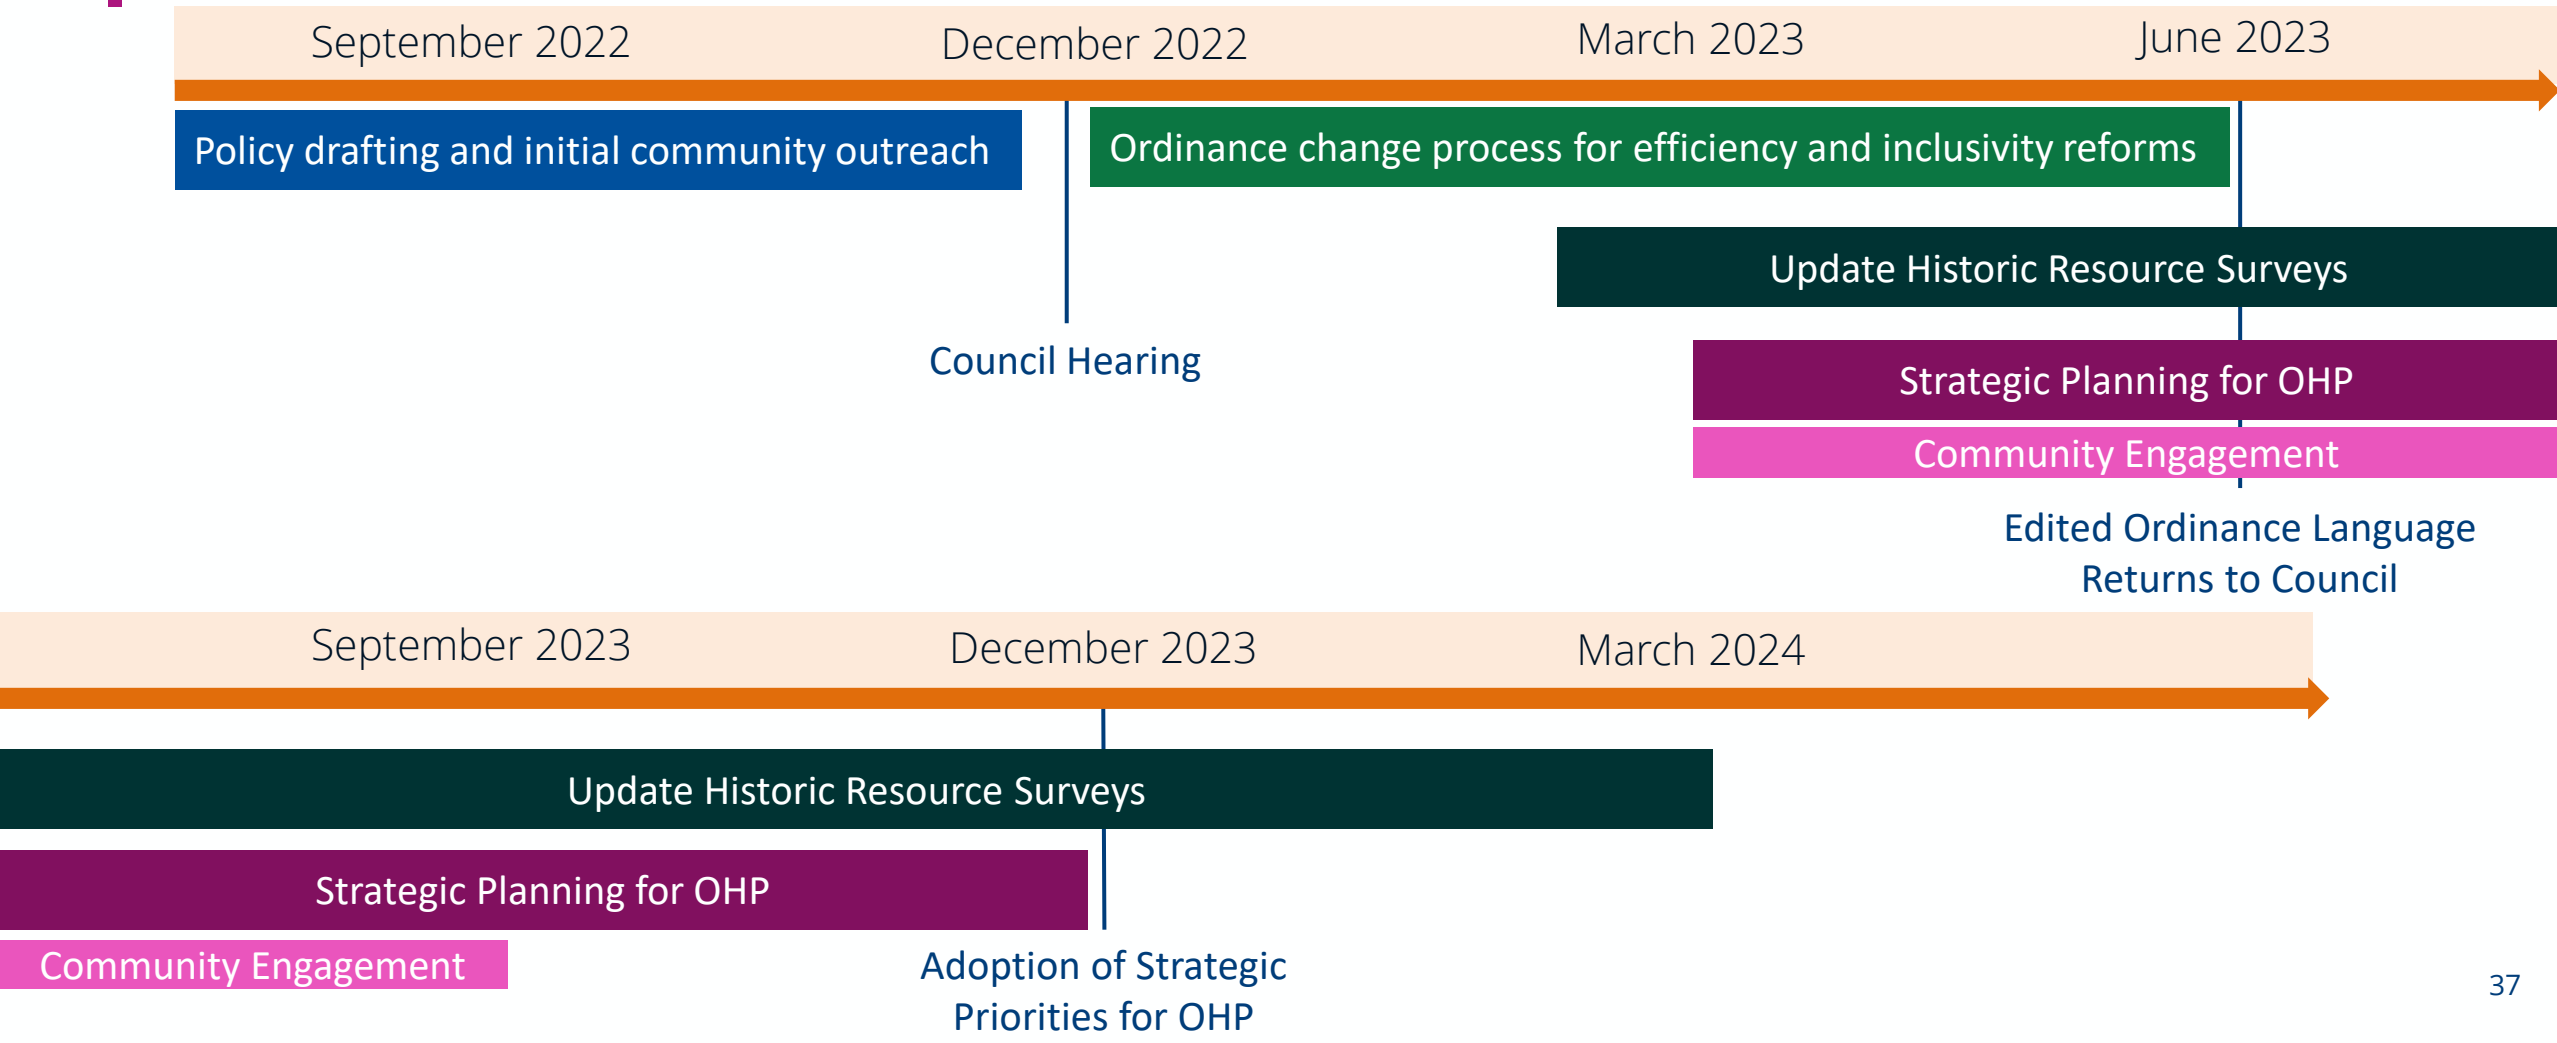 September 2022
December 2022
March 2023
June 2023
Policy drafting and initial community outreach
Ordinance change process for efficiency and inclusivity reforms
Update Historic Resource Surveys
Council Hearing
Strategic Planning for OHP
Community Engagement
Edited Ordinance Language
Returns to Council
September 2023
December 2023
March 2024
Update Historic Resource Surveys
Strategic Planning for OHP
Community Engagement
Adoption of Strategic
Priorities for OHP
37